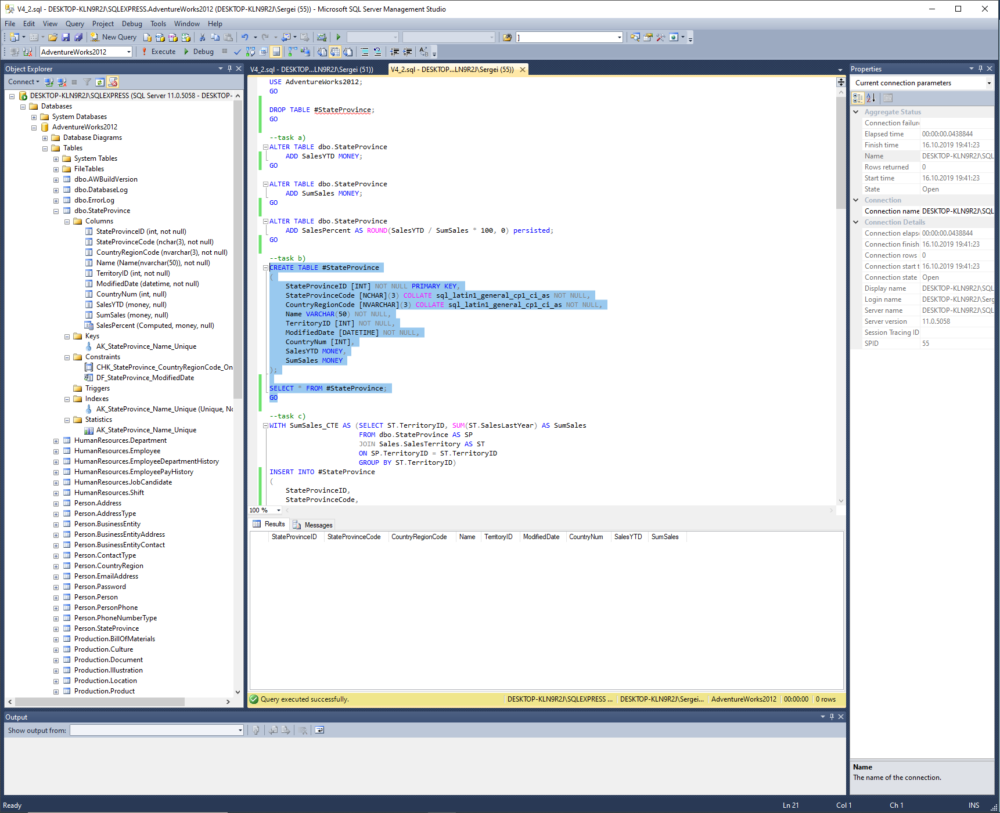 V4_2.sql - DESKTOP-KLN9R2J\SQLEXPRESS.AdventureWorks2012 (DESKTOP-KLN9R2J\Sergei (55)) - Microsoft SQL Server Management Studio
File Edit View Query Project Debug Tools Window Help
New Query ]
AdventureWorks2012 Execute Debug
Object Explorer
Connect
DESKTOP-KLN9R2J\SQLEXPRESS (SQL Server 11.0.5058 - DESKTOP-
Databases
System Databases
AdventureWorks2012
Database Diagrams
Tables
System Tables
FileTables
dbo.AWBuildVersion
dbo.DatabaseLog
dbo.ErrorLog
dbo.StateProvince
Columns
StateProvinceID (int, not null)
StateProvinceCode (nchar(3), not null)
CountryRegionCode (nvarchar(3), not null)
Name (Name(nvarchar(50)), not null)
TerritoryID (int, not null)
ModifiedDate (datetime, not null)
CountryNum (int, null)
SalesYTD (money, null)
SumSales (money, null)
SalesPercent (Computed, money, null)
Keys
AK_StateProvince_Name_Unique
Constraints
CHK_StateProvince_CountryRegionCode_On
DF_StateProvince_ModifiedDate
Triggers
Indexes
AK_StateProvince_Name_Unique (Unique, Nc
Statistics
AK_StateProvince_Name_Unique
HumanResources.Department
HumanResources.Employee
HumanResources.EmployeeDepartmentHistory
HumanResources.EmployeePayHistory
HumanResources.JobCandidate
HumanResources.Shift
Person.Address
Person.AddressType
Person.BusinessEntity
Person.BusinessEntityAddress
Person.BusinessEntityContact
Person.ContactType
Person.CountryRegion
Person.EmailAddress
Person.Password
Person.Person
Person.PersonPhone
Person.PhoneNumberType
Person.StateProvince
Production.BillOfMaterials
Production.Culture
Production.Document
Production.Illustration
Production.Location
Production.Product
V4_2.sql - DESKTOP...LN9R2J\Sergei (51)) V4_2.sql - DESKTOP...LN9R2J\Sergei (55))
USE AdventureWorks2012;
GO
DROP TABLE #StateProvince;
GO
--task a)
ALTER TABLE dbo.StateProvince
ADD SalesYTD MONEY;
GO
ALTER TABLE dbo.StateProvince
ADD SumSales MONEY;
GO
ALTER TABLE dbo.StateProvince
ADD SalesPercent AS ROUND(SalesYTD / SumSales * 100, 0) persisted;
GO
--task b)
CREATE TABLE #StateProvince
(
StateProvinceID [INT] NOT NULL PRIMARY KEY,
StateProvinceCode [NCHAR](3) COLLATE sql_latin1_general_cp1_ci_as NOT NULL,
CountryRegionCode [NVARCHAR](3) COLLATE sql_latin1_general_cp1_ci_as NOT NULL,
Name VARCHAR(50) NOT NULL,
TerritoryID [INT] NOT NULL,
ModifiedDate [DATETIME] NOT NULL,
CountryNum [INT],
SalesYTD MONEY,
SumSales MONEY
);
SELECT * FROM #StateProvince;
GO
--task c)
WITH SumSales_CTE AS (SELECT ST.TerritoryID, SUM(ST.SalesLastYear) AS SumSales
FROM dbo.StateProvince AS SP
JOIN Sales.SalesTerritory AS ST
ON SP.TerritoryID = ST.TerritoryID
GROUP BY ST.TerritoryID)
INSERT INTO #StateProvince
(
StateProvinceID,
StateProvinceCode,
100 %
Results Messages
StateProvinceID StateProvinceCode CountryRegionCode Name TerritoryID ModifiedDate CountryNum SalesYTD SumSales
Query executed successfully. DESKTOP-KLN9R2J\SQLEXPRESS ... DESKTOP-KLN9R2J\Sergei... AdventureWorks2012 00:00:00 0 rows
Properties
Current connection parameters
Aggregate Status
Connection failure
Elapsed time 00:00:00.0438844
Finish time 16.10.2019 19:41:23
Name DESKTOP-KLN9R2J\SQL
Rows returned 0
Start time 16.10.2019 19:41:23
State Open
Connection
Connection name DESKTOP-KLN9R2J\SQL
Connection Details
Connection elapse 00:00:00.0438844
Connection finish 16.10.2019 19:41:23
Connection rows 0
Connection start t 16.10.2019 19:41:23
Connection state Open
Display name DESKTOP-KLN9R2J\SQL
Login name DESKTOP-KLN9R2J\Serg
Server name DESKTOP-KLN9R2J\SQL
Server version 11.0.5058
Session Tracing ID
SPID 55
Name
The name of the connection.
Output
Show output from:
Ready Ln 21 Col 1 Ch 1 INS